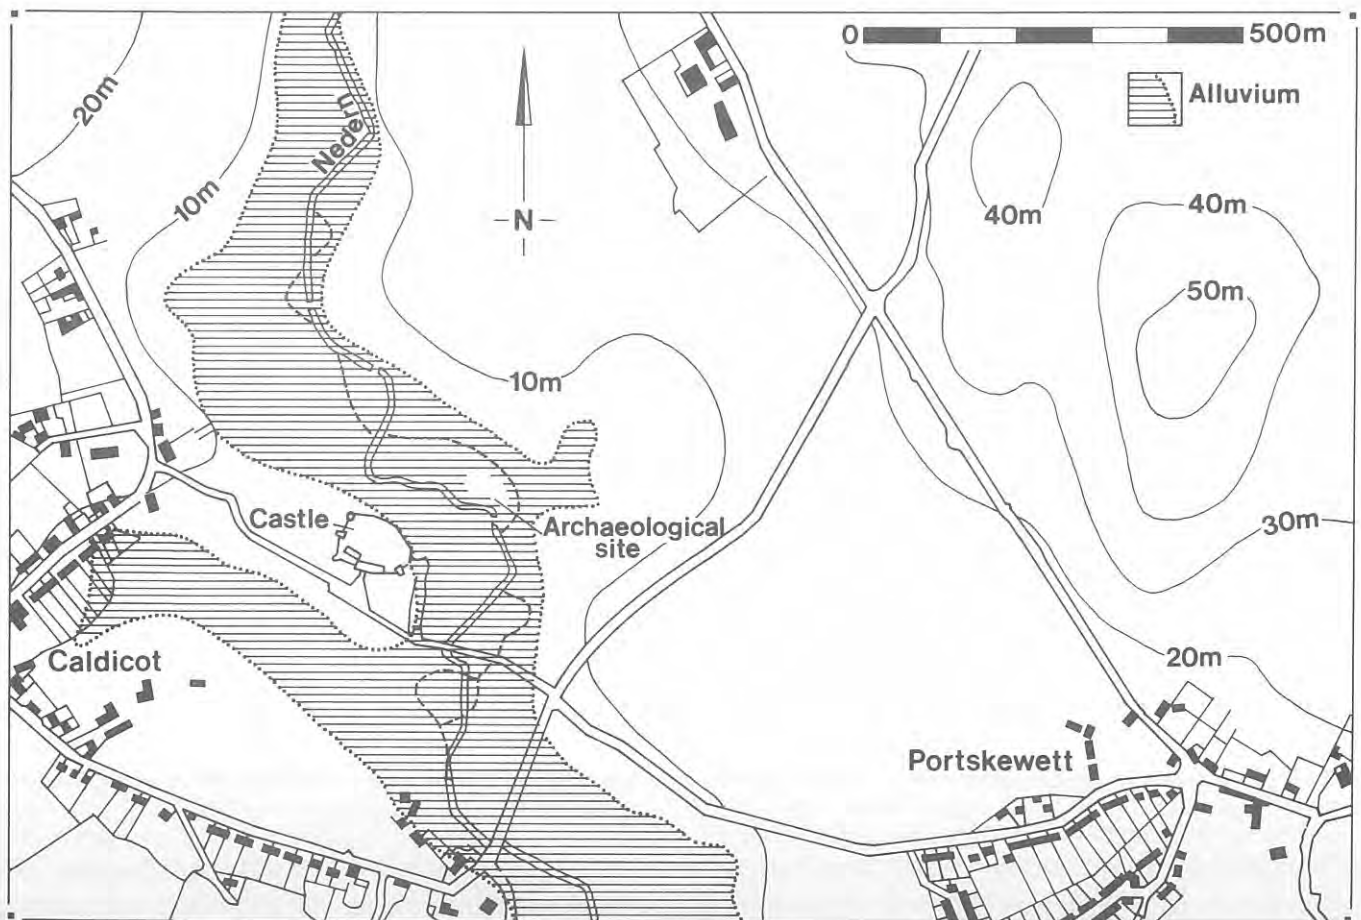 0 500m
Alluvium
20m
Nedern
10m
N
40m
40m
50m
10m
Castle
Archaeological
site
30m
Caldicot
20m
Portskewett